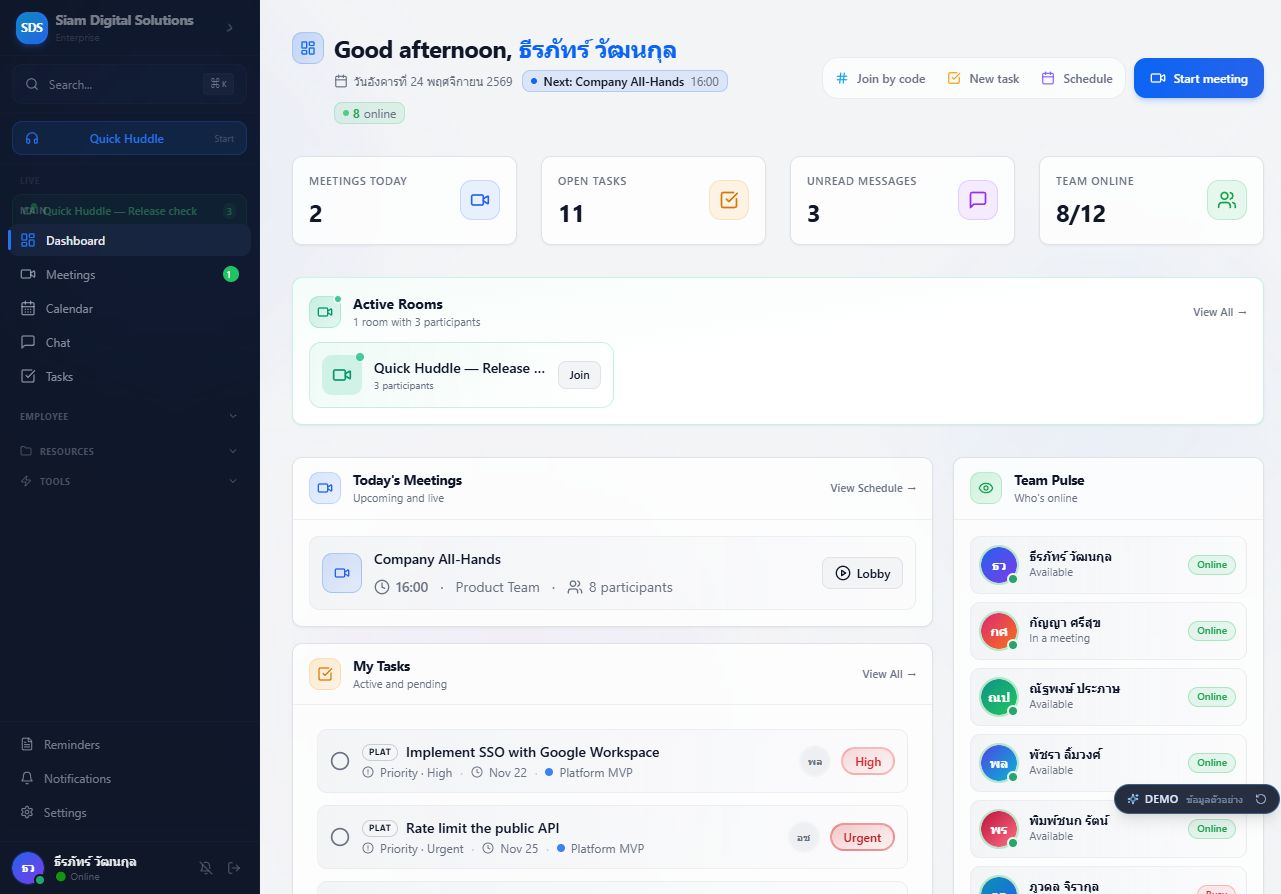 SDS
Siam Digital Solutions
Enterprise
Search...
⌘K
Quick Huddle
Start
LIVE
Quick Huddle — Release check 3
MAIN
Dashboard
Meetings 1
Calendar
Chat
Tasks
EMPLOYEE
RESOURCES
TOOLS
Reminders
Notifications
Settings
ธว
ธีรภัทร์ วัฒนกุล
Online
Good afternoon, ธีรภัทร์ วัฒนกุล
วันอังคารที่ 24 พฤศจิกายน 2569
Next: Company All-Hands 16:00
8 online
# Join by code
New task
Schedule
Start meeting
MEETINGS TODAY
2
OPEN TASKS
11
UNREAD MESSAGES
3
TEAM ONLINE
8/12
Active Rooms
1 room with 3 participants
View All →
Quick Huddle — Release ...
3 participants
Join
Today's Meetings
Upcoming and live
View Schedule →
Company All-Hands
16:00 · Product Team · 8 participants
Lobby
My Tasks
Active and pending
View All →
PLAT Implement SSO with Google Workspace
Priority · High · Nov 22 · Platform MVP
พล
High
PLAT Rate limit the public API
Priority · Urgent · Nov 25 · Platform MVP
อช
Urgent
Team Pulse
Who's online
ธว
ธีรภัทร์ วัฒนกุล
Available
Online
กศ
กัญญา ศรีสุข
In a meeting
Online
ณป
ณัฐพงษ์ ประภาษ
Available
Online
พล
พัชรา ลิ้มวงศ์
Available
Online
DEMO ข้อมูลตัวอย่าง
พร
พิมพ์ชนก รัตน์
Available
Online
ภูวดล จิรากุล
Busy